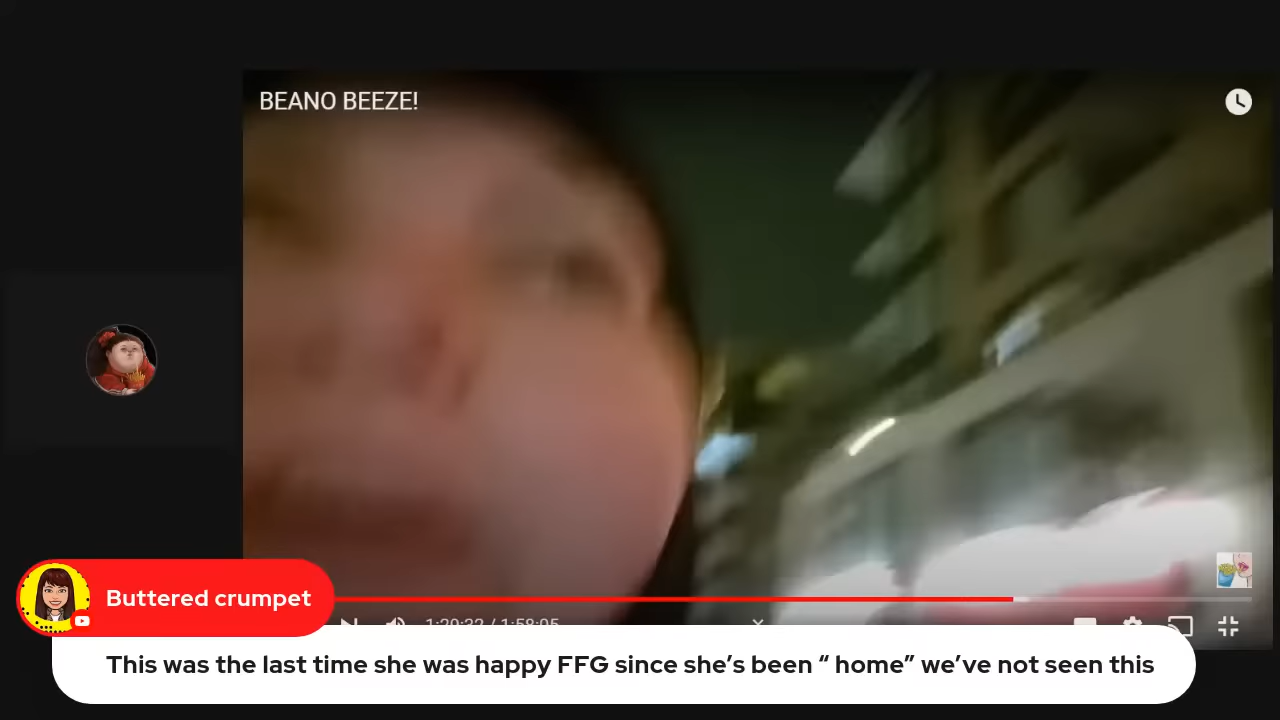 BEANO BEEZE!
Buttered crumpet
1:29:32 / 1:58:05
This was the last time she was happy FFG since she’s been “ home” we’ve not seen this